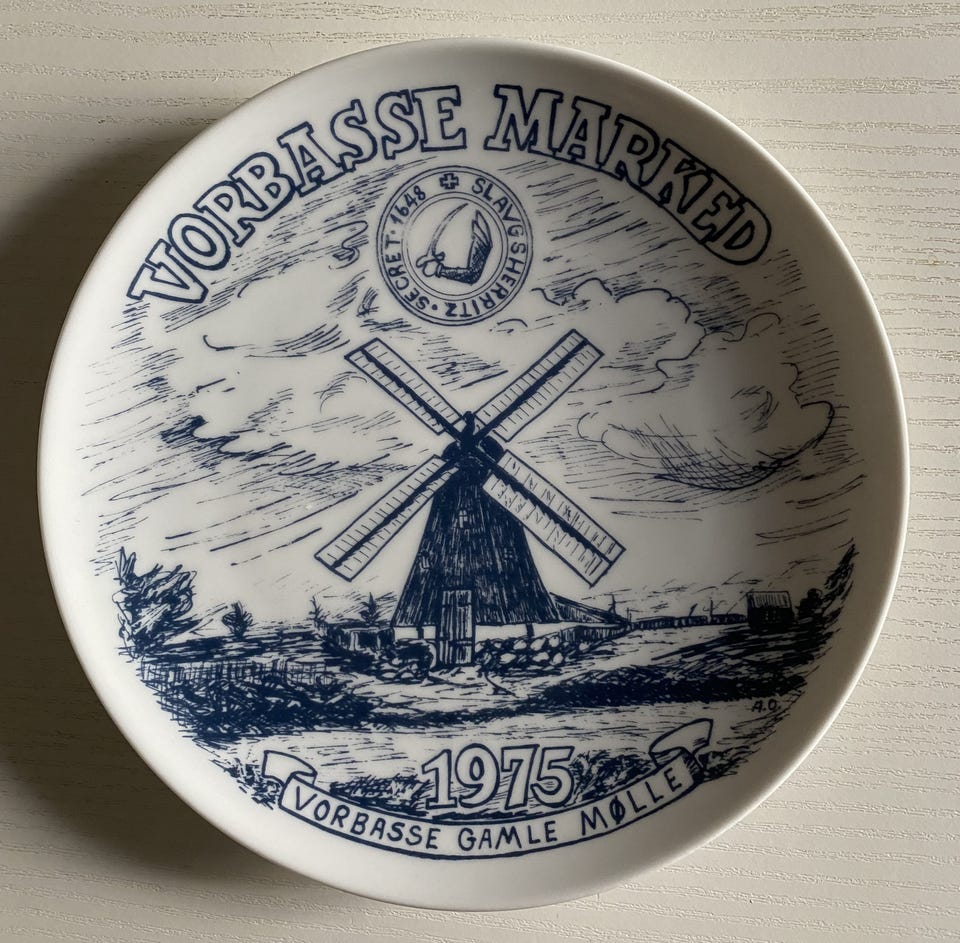 VORBASSE MARKED
SECRET · 1648 ✚ SLAVGSHERRITZ ·
A.O.
1975
VORBASSE GAMLE MØLLE